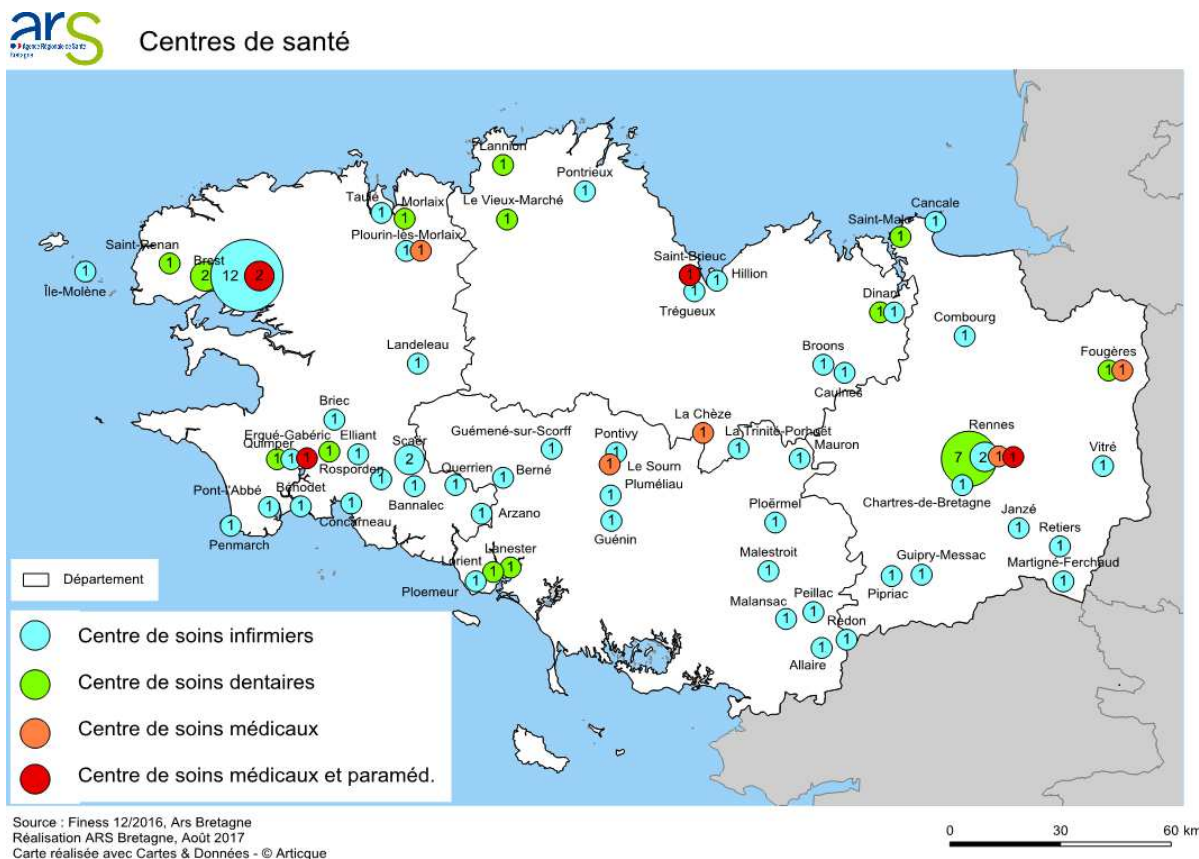 ars
Agence Régionale de Santé
Bretagne
Centres de santé
Lannion
1
Pontrieux
1
Taulé
1
Morlaix
1
Le Vieux-Marché
1
Cancale
1
Saint-Malo
1
Plourin-lès-Morlaix
1 1
Saint-Renan
1
Brest
2 12 2
Île-Molène
1
Saint-Brieuc
1
Hillion
1
Trégueux
1
Dinan
1 1
Combourg
1
Landeleau
1
Broons
1
Caulnes
1
Fougères
1 1
Briec
1
La Chèze
1
Ergué-Gabéric
1
Quimper
1 1 1
Elliant
1
Scaër
2
Guémené-sur-Scorff
1
Pontivy
1
Le Sourn
1
La Trinité-Porhoët
1
Mauron
1
Rennes
7 2 1 1
Vitré
1
Rosporden
1
Querrien
1
Berné
1
Pluméliau
1
Chartres-de-Bretagne
1
Pont-l'Abbé
1
Bénodet
1
Concarneau
1
Bannalec
1
Arzano
1
Guénin
1
Ploërmel
1
Janzé
1
Retiers
1
Penmarch
1
Lorient
1
Lanester
1
Ploemeur
1
Malestroit
1
Guipry-Messac
1
Pipriac
1
Martigné-Ferchaud
1
Malansac
1
Peillac
1
Redon
1
Allaire
1
Département
Centre de soins infirmiers
Centre de soins dentaires
Centre de soins médicaux
Centre de soins médicaux et paraméd.
Source : Finess 12/2016, Ars Bretagne
Réalisation ARS Bretagne, Août 2017
Carte réalisée avec Cartes & Données - © Articque
0 30 60 km